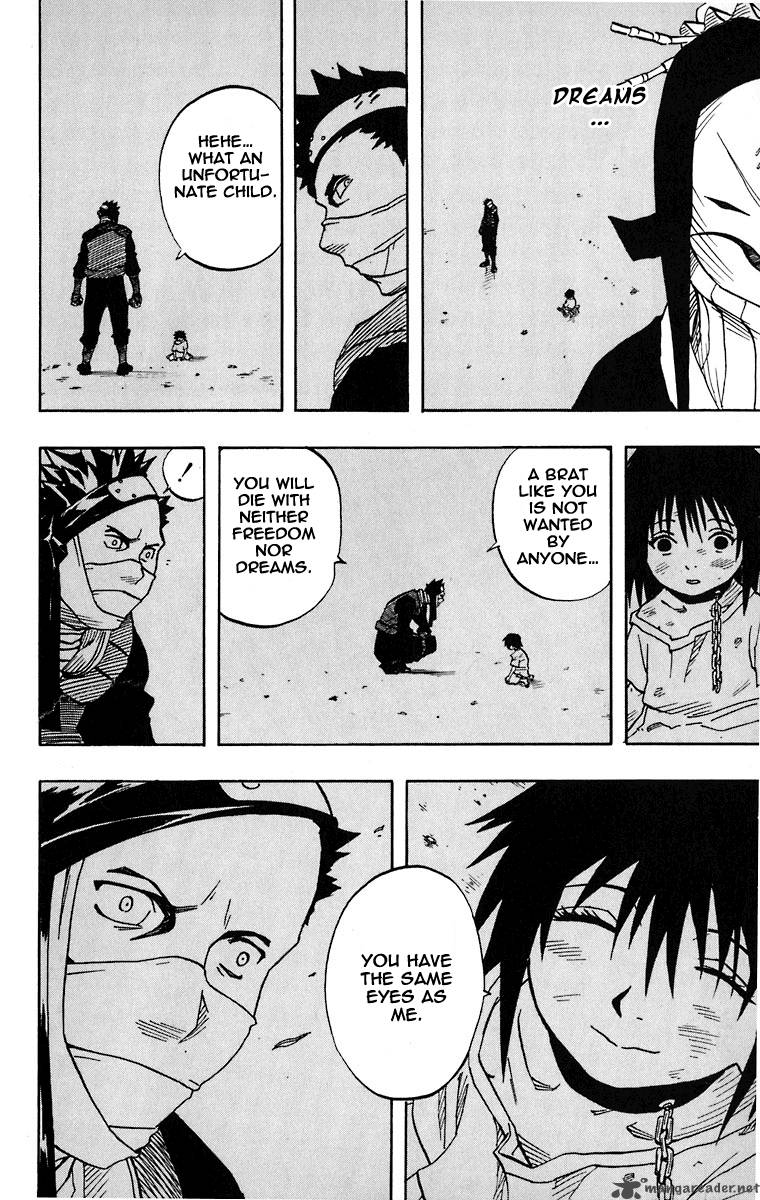 DREAMS
...
HEHE...
WHAT AN
UNFORTU-
NATE CHILD.
A BRAT
LIKE YOU
IS NOT
WANTED
BY
ANYONE...
YOU WILL
DIE WITH
NEITHER
FREEDOM
NOR
DREAMS.
!
YOU HAVE
THE SAME
EYES AS
ME.
mangareader.net